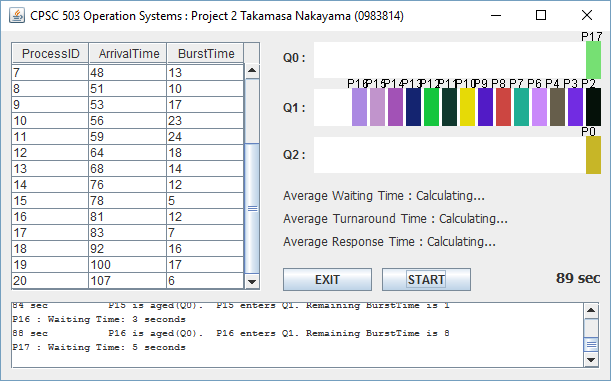 CPSC 503 Operation Systems : Project 2 Takamasa Nakayama (0983814)
ProcessID ArrivalTime BurstTime
7 48 13
8 51 10
9 53 17
10 56 23
11 59 24
12 64 18
13 68 14
14 76 12
15 78 5
16 81 12
17 83 7
18 92 16
19 100 17
20 107 6
P17
Q0 :
P16 P15 P14 P13 P12 P11 P10 P9 P8 P7 P6 P4 P3 P2
Q1 :
P0
Q2 :
Average Waiting Time : Calculating...
Average Turnaround Time : Calculating...
Average Response Time : Calculating...
EXIT START 89 sec
84 sec P15 is aged(Q0). P15 enters Q1. Remaining BurstTime is 1
P16 : Waiting Time: 3 seconds
88 sec P16 is aged(Q0). P16 enters Q1. Remaining BurstTime is 8
P17 : Waiting Time: 5 seconds